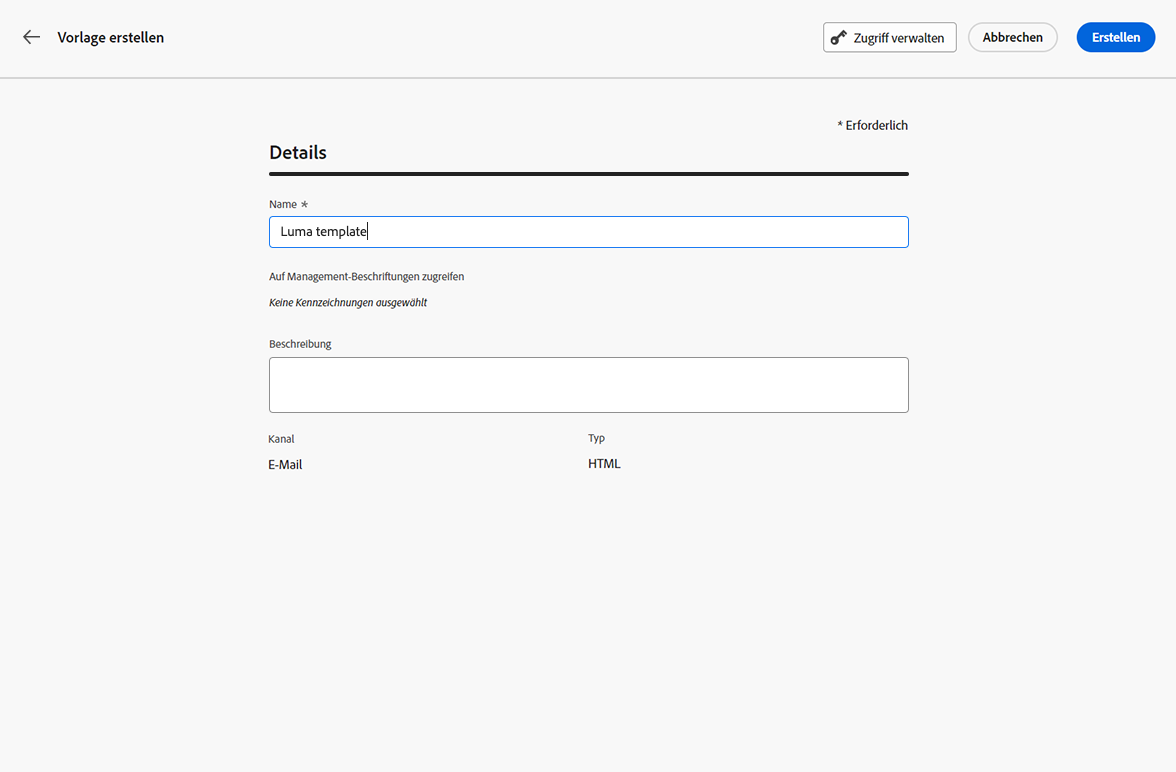 Vorlage erstellen
Zugriff verwalten
Abbrechen
Erstellen
* Erforderlich
Details
Name *
Luma template
Auf Management-Beschriftungen zugreifen
Keine Kennzeichnungen ausgewählt
Beschreibung
Kanal
Typ
E-Mail
HTML